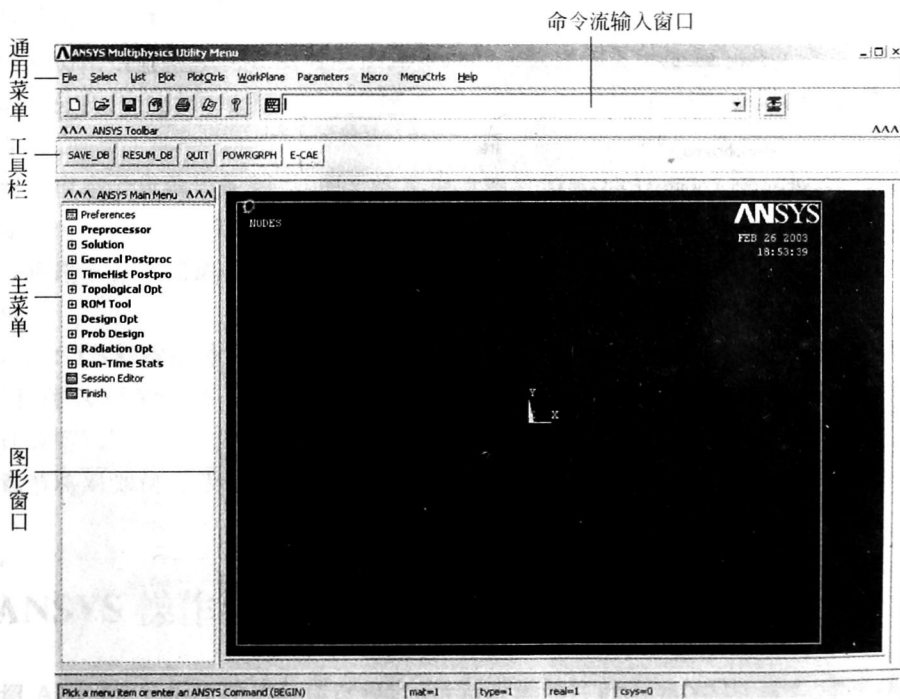 命令流输入窗口
通用菜单
ANSYS Multiphysics Utility Menu
File Select List Plot PlotCtrls WorkPlane Parameters Macro MenuCtrls Help
ANSYS Toolbar
工具栏
SAVE_DB RESUM_DB QUIT POWRGRPH E-CAE
ANSYS Main Menu
Preferences
Preprocessor
Solution
General Postproc
TimeHist Postpro
Topological Opt
ROM Tool
Design Opt
Prob Design
Radiation Opt
Run-Time Stats
Session Editor
Finish
主菜单
图形窗口
NODES
ANSYS
FEB 26 2003
18:53:39
Y
X
Pick a menu item or enter an ANSYS Command (BEGIN) mat=1 type=1 real=1 csys=0